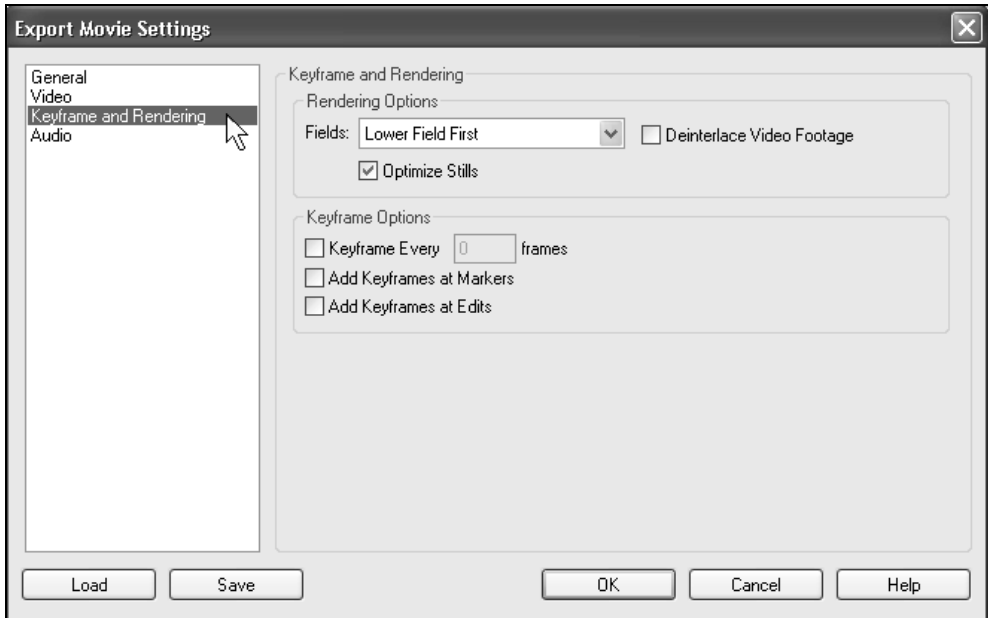 Export Movie Settings
General
Video
Keyframe and Rendering
Audio
Keyframe and Rendering
Rendering Options
Fields: Lower Field First Deinterlace Video Footage
Optimize Stills
Keyframe Options
Keyframe Every 0 frames
Add Keyframes at Markers
Add Keyframes at Edits
Load Save OK Cancel Help